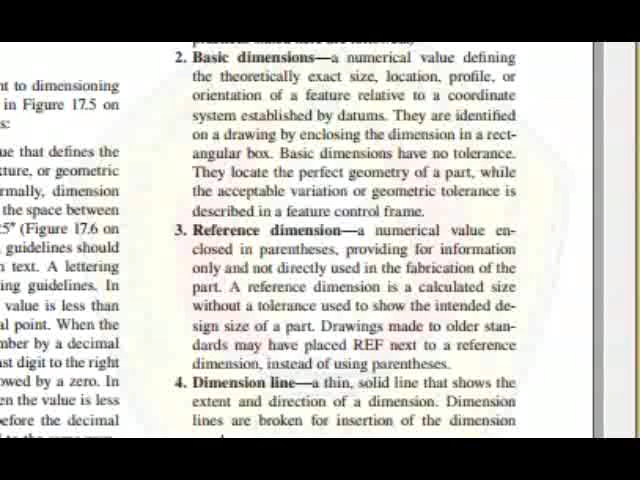 nt to dimensioning
in Figure 17.5 on
s:
ue that defines the
xture, or geometric
rmally, dimension
the space between
25" (Figure 17.6 on
guidelines should
n text. A lettering
ing guidelines. In
value is less than
al point. When the
mber by a decimal
ast digit to the right
owed by a zero. In
en the value is less
before the decimal
2. Basic dimensions—a numerical value defining
the theoretically exact size, location, profile, or
orientation of a feature relative to a coordinate
system established by datums. They are identified
on a drawing by enclosing the dimension in a rect-
angular box. Basic dimensions have no tolerance.
They locate the perfect geometry of a part, while
the acceptable variation or geometric tolerance is
described in a feature control frame.
3. Reference dimension—a numerical value en-
closed in parentheses, providing for information
only and not directly used in the fabrication of the
part. A reference dimension is a calculated size
without a tolerance used to show the intended de-
sign size of a part. Drawings made to older stan-
dards may have placed REF next to a reference
dimension, instead of using parentheses.
4. Dimension line—a thin, solid line that shows the
extent and direction of a dimension. Dimension
lines are broken for insertion of the dimension